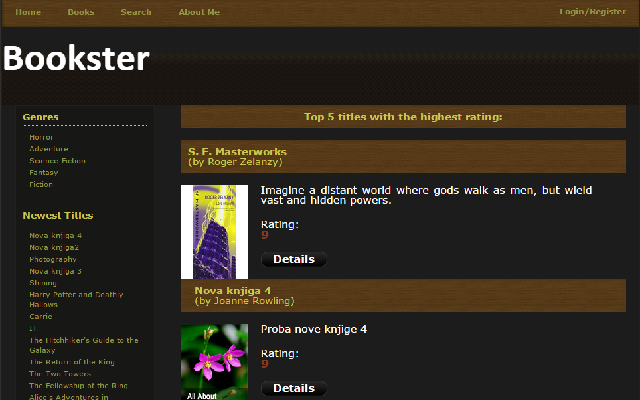 Home Books Search About Me Login/Register
Bookster
Genres
Horror
Adventure
Science Fiction
Fantasy
Fiction
Newest Titles
Nova knjiga 4
Nova knjiga2
Photography
Nova knjiga 3
Shining
Harry Potter and Deathly
Hallows
Carrie
IT
The Hitchhiker's Guide to the
Galaxy
The Return of the King
The Two Towers
The Fellowship of the Ring
Alice's Adventures in
Top 5 titles with the highest rating:
S. F. Masterworks
(by Roger Zelanzy)
Imagine a distant world where gods walk as men, but wield
vast and hidden powers.
Rating:
9
Details
Nova knjiga 4
(by Joanne Rowling)
All About
Proba nove knjige 4
Rating:
9
Details